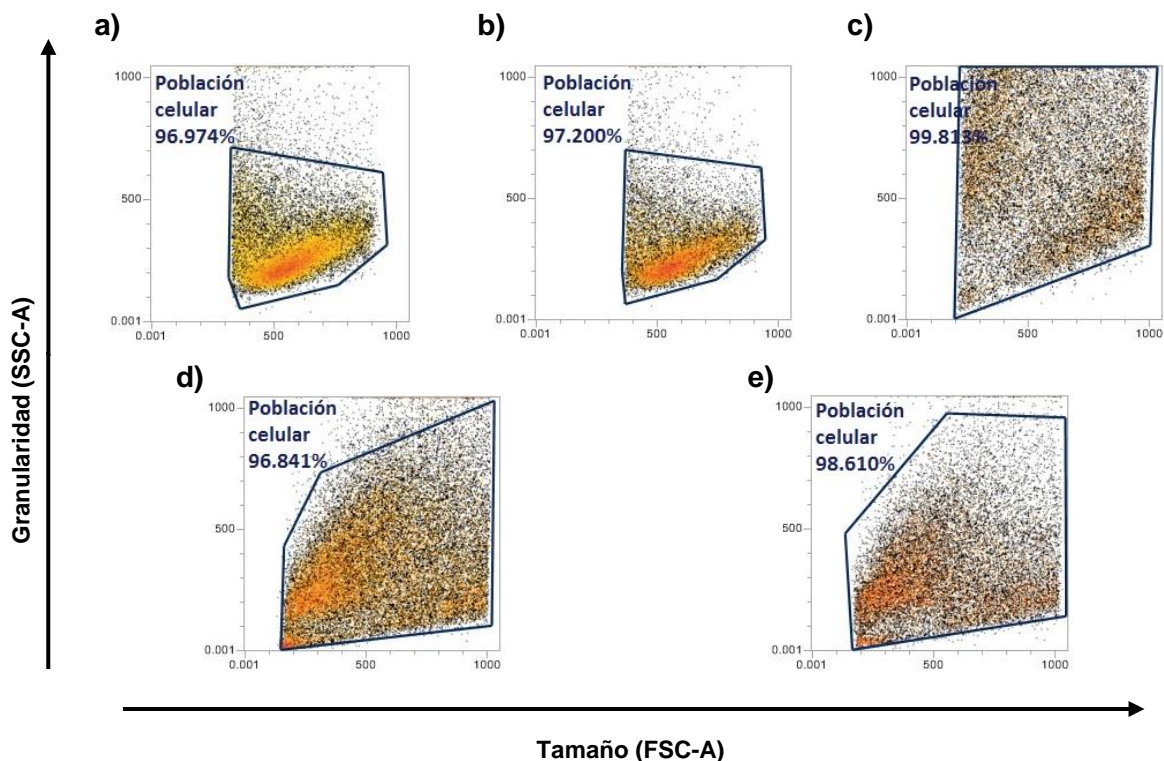 a)
b)
c)
Población
celular
96.974%
1000
500
0.001
0.001
500
1000
Población
celular
97.200%
1000
500
0.001
0.001
500
1000
Población
celular
99.813%
1000
500
0.001
0.001
500
1000
d)
e)
Población
celular
96.841%
1000
500
0.001
0.001
500
1000
Población
celular
98.610%
1000
500
0.001
0.001
500
1000
Granularidad (SSC-A)
Tamaño (FSC-A)